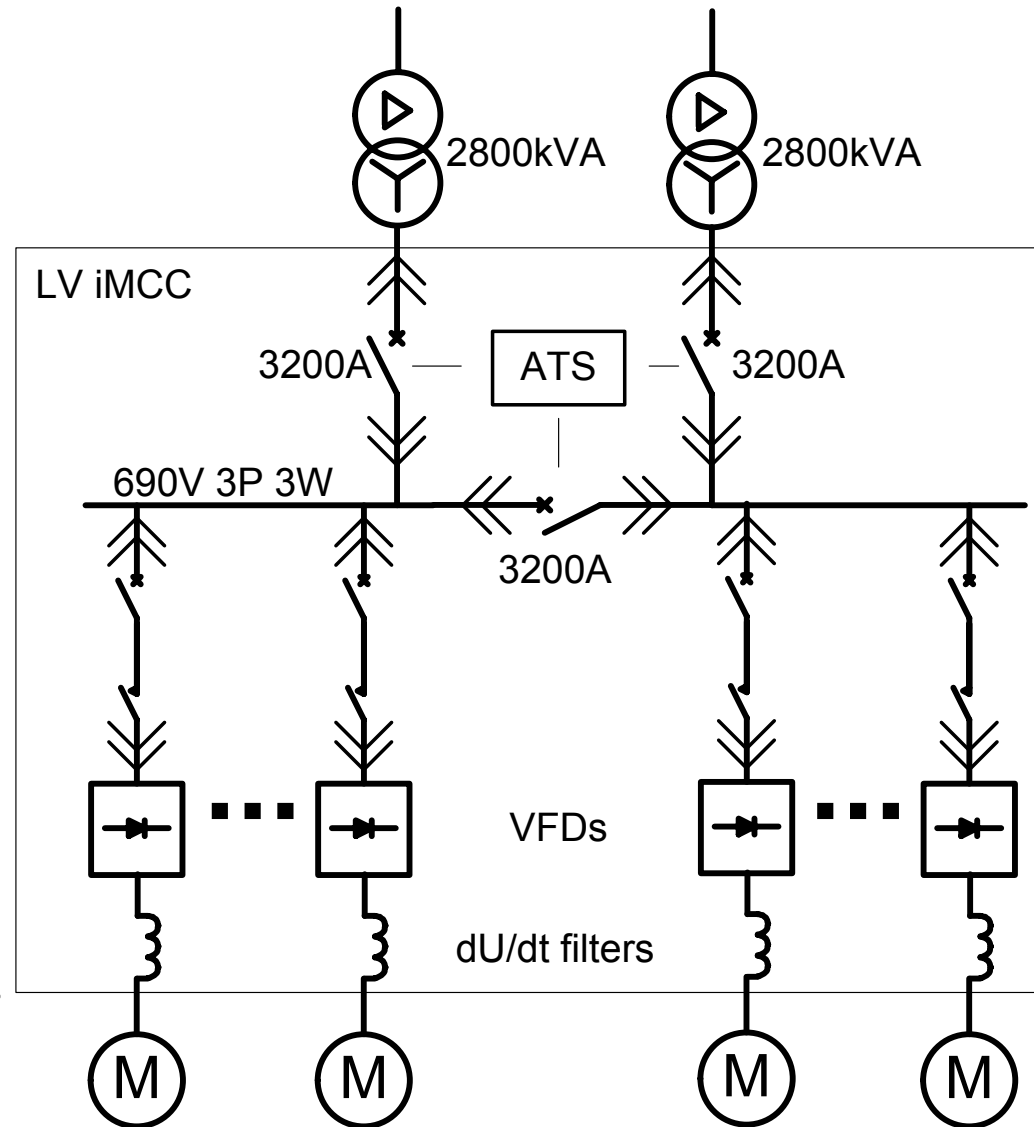 2800kVA
2800kVA
LV iMCC
3200A
ATS
3200A
690V 3P 3W
3200A
VFDs
dU/dt filters
M
M
M
M